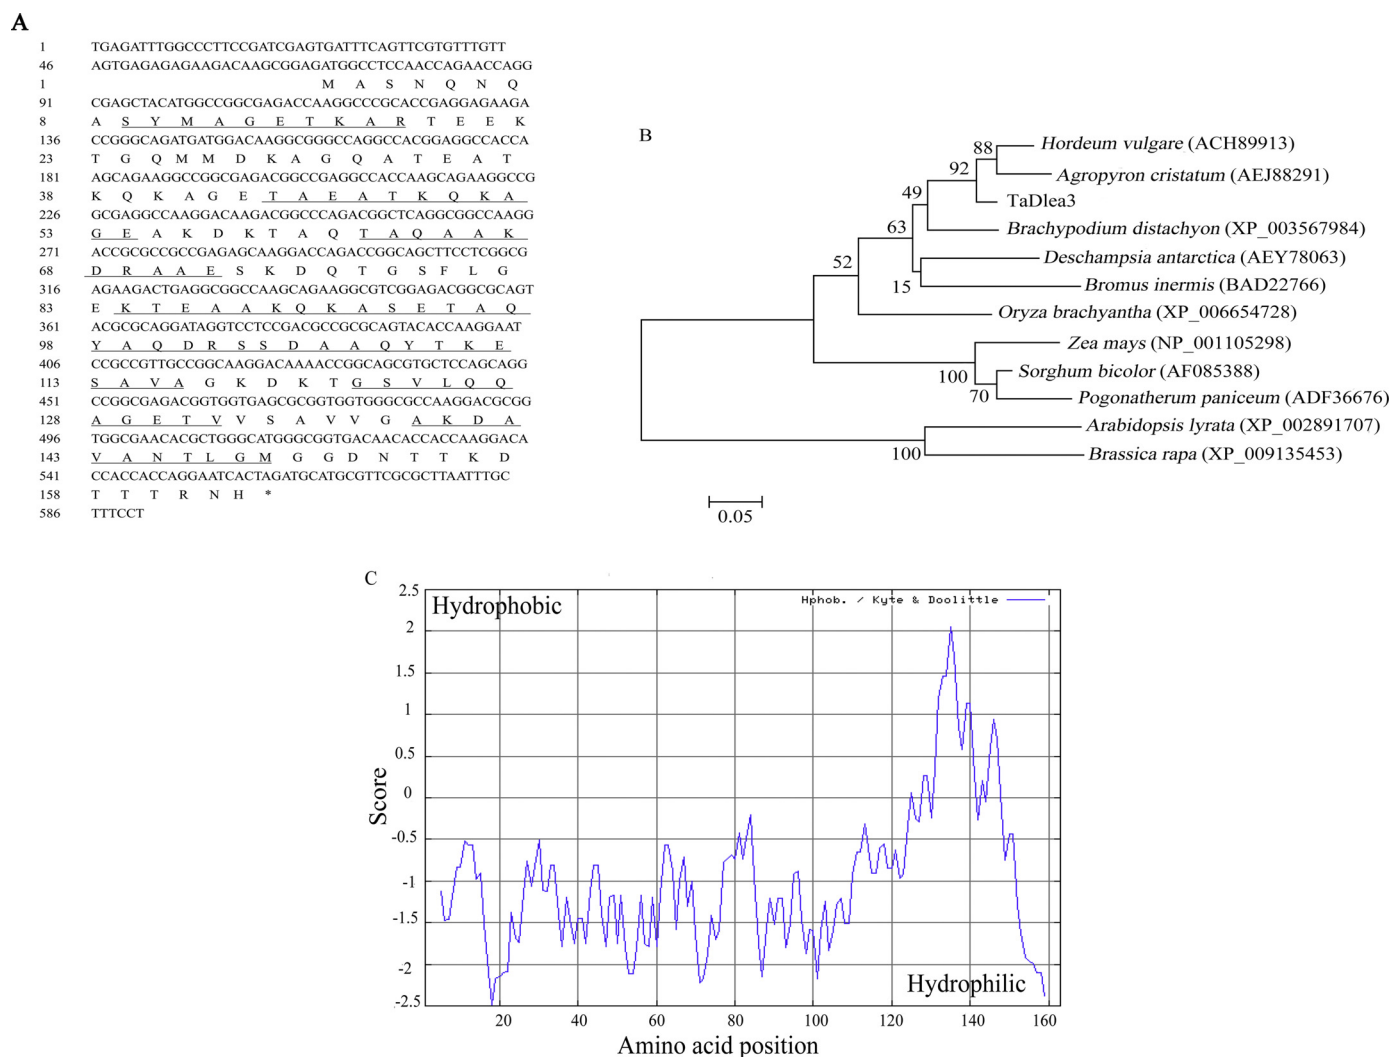 A
1 TGAGATTTGGCCCTTCCGATCGAGTGATTTCAGTTCGTGTTTGTT
46 AGTGAGAGAGAAGACAAGCGGAGATGGCCTCCAACCAGAACCAGG
1 M A S N Q N Q
91 CGAGCTACATGGCCGGCGAGACCAAGGCCCGCACCGAGGAGAAGA
8 A S Y M A G E T K A R T E E K
136 CCGGGCAGATGATGGACAAGGCGGGCCAGGCCACGGAGGCCACCA
23 T G Q M M D K A G Q A T E A T
181 AGCAGAAGGCCGGCGAGACGGCCGAGGCCACCAAGCAGAAGGCCG
38 K Q K A G E T A E A T K Q K A
226 GCGAGGCCAAGGACAAGACGGCCCAGACGGCTCAGGCGGCCAAGG
53 G E A K D K T A Q T A Q A A K
271 ACCGCGCCGCCGAGAGCAAGGACCAGACCGGCAGCTTCCTCGGCG
68 D R A A E S K D Q T G S F L G
316 AGAAGACTGAGGCGGCCAAGCAGAAGGCGTCGGAGACGGCGCAGT
83 E K T E A A K Q K A S E T A Q
361 ACGCGCAGGATAGGTCCTCCGACGCCGCGCAGTACACCAAGGAAT
98 Y A Q D R S S D A A Q Y T K E
406 CCGCCGTTGCCGGCAAGGACAAAACCGGCAGCGTGCTCCAGCAGG
113 S A V A G K D K T G S V L Q Q
451 CCGGCGAGACGGTGGTGAGCGCGGTGGTGGGCGCCAAGGACGCGG
128 A G E T V V S A V V G A K D A
496 TGGCGAACACGCTGGGCATGGGCGGTGACAACACCACCAAGGACA
143 V A N T L G M G G D N T T K D
541 CCACCACCAGGAATCACTAGATGCATGCGTTCGCGCTTAATTTGC
158 T T T R N H *
586 TTTCCT
B
88 Hordeum vulgare (ACH89913)
92 Agropyron cristatum (AEJ88291)
49 TaDlea3
63 Brachypodium distachyon (XP_003567984)
52 Deschampsia antarctica (AEY78063)
15 Bromus inermis (BAD22766)
Oryza brachyantha (XP_006654728)
Zea mays (NP_001105298)
100 Sorghum bicolor (AF085388)
70 Pogonatherum paniceum (ADF36676)
Arabidopsis lyrata (XP_002891707)
100 Brassica rapa (XP_009135453)
0.05
C
2.5
Hydrophobic
Hphob. / Kyte & Doolittle
2
1.5
1
0.5
0
-0.5
-1
-1.5
-2
-2.5
Score
Hydrophilic
20 40 60 80 100 120 140 160
Amino acid position